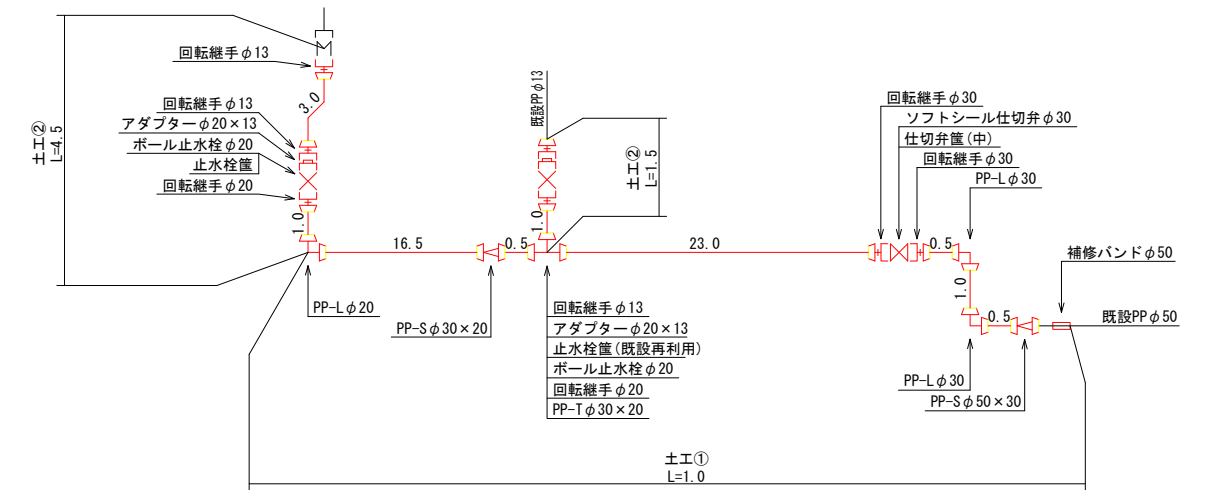 回転継手φ13
3.0
回転継手φ13
アダプターφ20×13
ボール止水栓φ20
止水栓筐
回転継手φ20
1.0
土工②
L=4.5
16.5
PP-Lφ20
PP-Sφ30×20
0.5
既設PPφ13
1.0
土工②
L=1.5
回転継手φ13
アダプターφ20×13
止水栓筐(既設再利用)
ボール止水栓φ20
回転継手φ20
PP-Tφ30×20
23.0
回転継手φ30
ソフトシール仕切弁φ30
仕切弁筐(中)
回転継手φ30
PP-Lφ30
0.5
1.0
0.5
補修バンドφ50
既設PPφ50
PP-Lφ30
PP-Sφ50×30
土工①
L=1.0